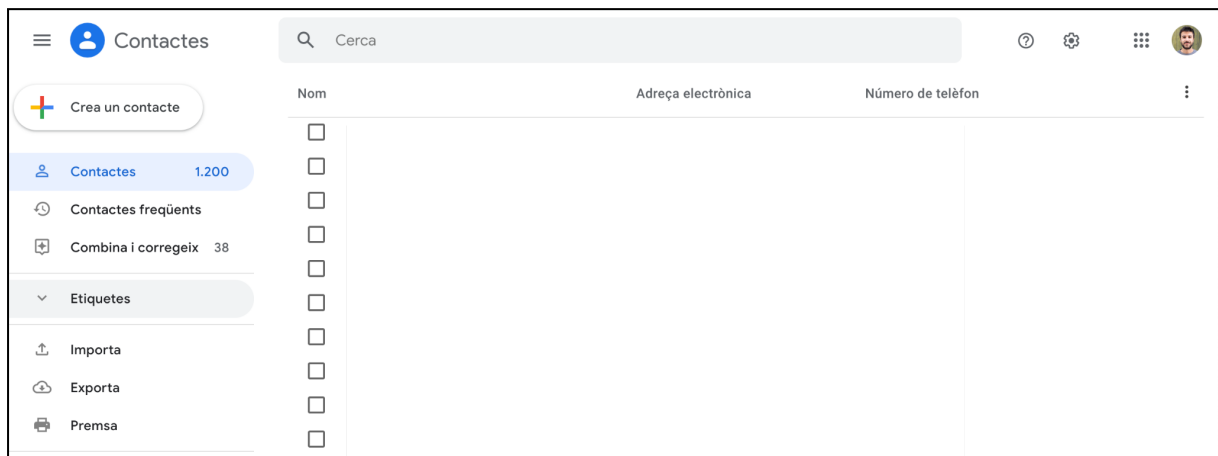 Contactes
Cerca
Crea un contacte
Nom
Adreça electrònica
Número de telèfon
Contactes 1.200
Contactes freqüents
Combina i corregeix 38
Etiquetes
Importa
Exporta
Premsa